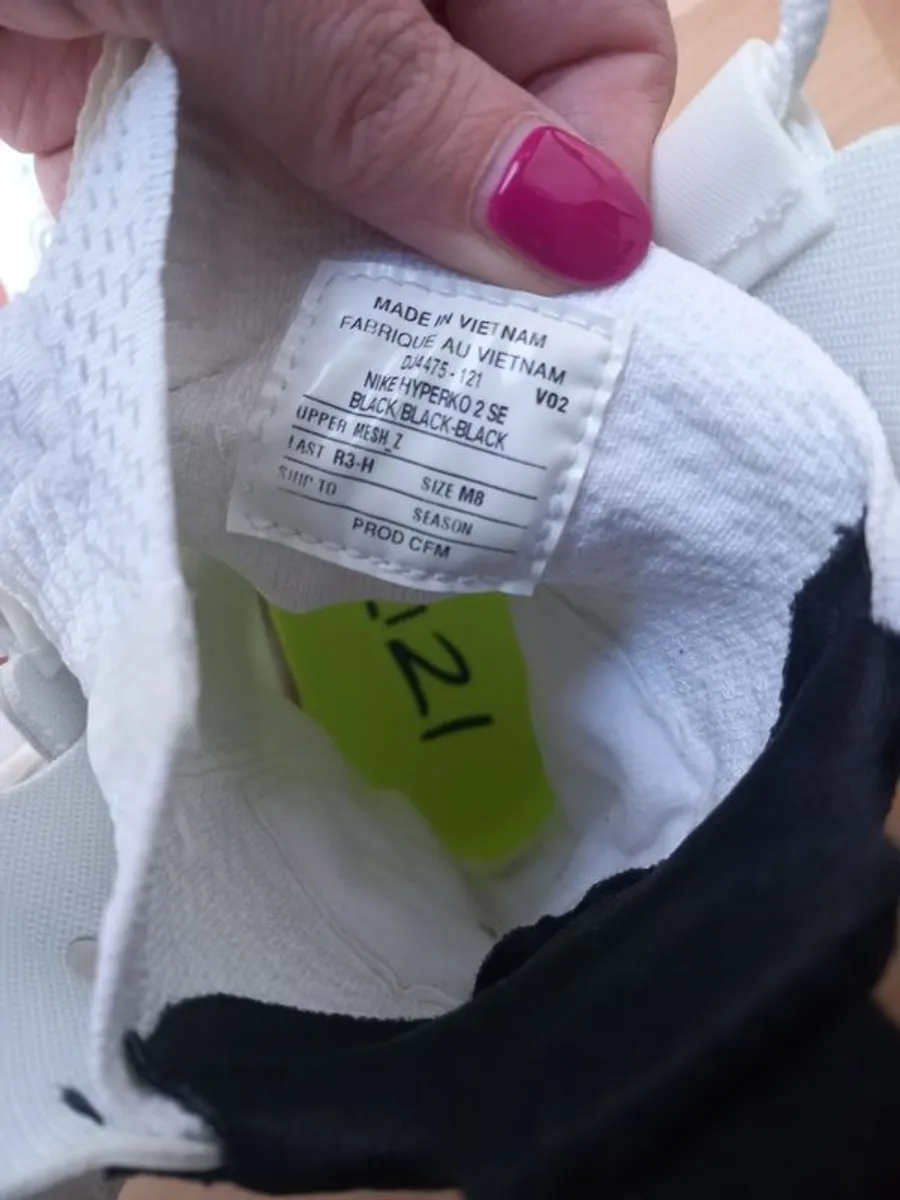 MADE IN VIETNAM
FABRIQUE AU VIETNAM
DJ4475 - 121
NIKE HYPERKO 2 SE V02
BLACK/BLACK-BLACK
UPPER MESH_Z
LAST R3-H SIZE M8
SHIP TO SEASON
PROD CFM
121